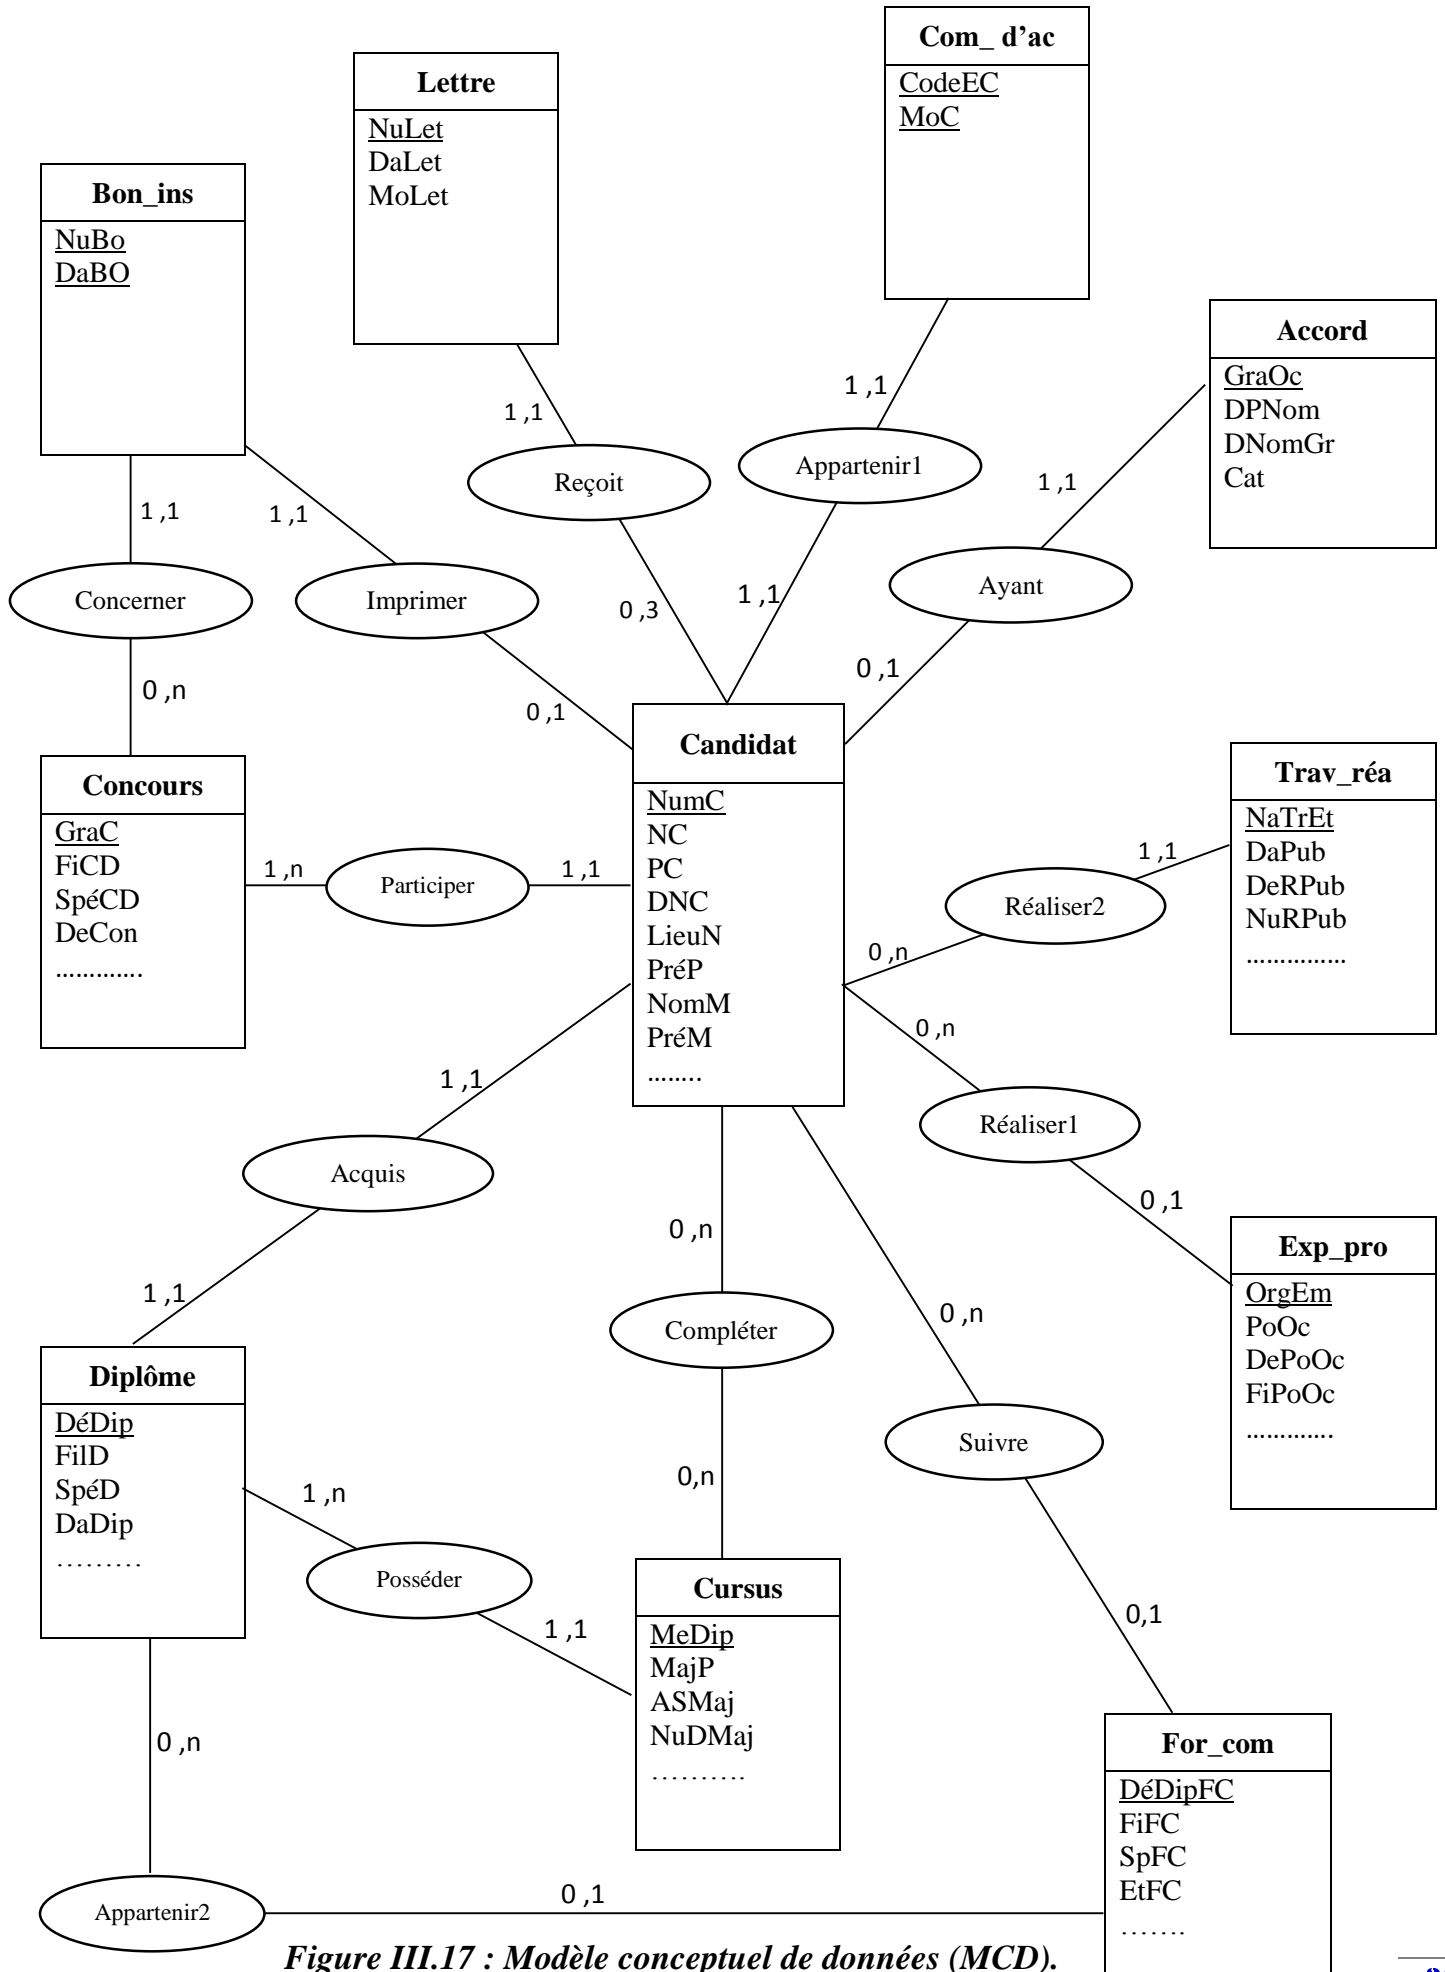 Com_ d'ac
CodeEC
MoC
Lettre
NuLet
DaLet
MoLet
Bon_ins
NuBo
DaBO
Accord
GraOc
DPNom
DNomGr
Cat
1 ,1
1 ,1
Reçoit
Appartenir1
1 ,1
1 ,1
1 ,1
Concerner
Imprimer
Ayant
0 ,3
1 ,1
0 ,1
0 ,n
0 ,1
Candidat
NumC
NC
PC
DNC
LieuN
PréP
NomM
PréM
........
Concours
GraC
FiCD
SpéCD
DeCon
.............
1 ,n
Participer
1 ,1
Trav_réa
NaTrEt
DaPub
DeRPub
NuRPub
...............
1 ,1
Réaliser2
0 ,n
0 ,n
Réaliser1
0 ,1
Exp_pro
OrgEm
PoOc
DePoOc
FiPoOc
.............
1 ,1
Acquis
1 ,1
0 ,n
Compléter
0,n
0 ,n
Suivre
0,1
Diplôme
DéDip
FilD
SpéD
DaDip
.........
1 ,n
Posséder
1 ,1
Cursus
MeDip
MajP
ASMaj
NuDMaj
..........
For_com
DéDipFC
FiFC
SpFC
EtFC
.......
0 ,n
Appartenir2
0 ,1
Figure III.17 : Modèle conceptuel de données (MCD).